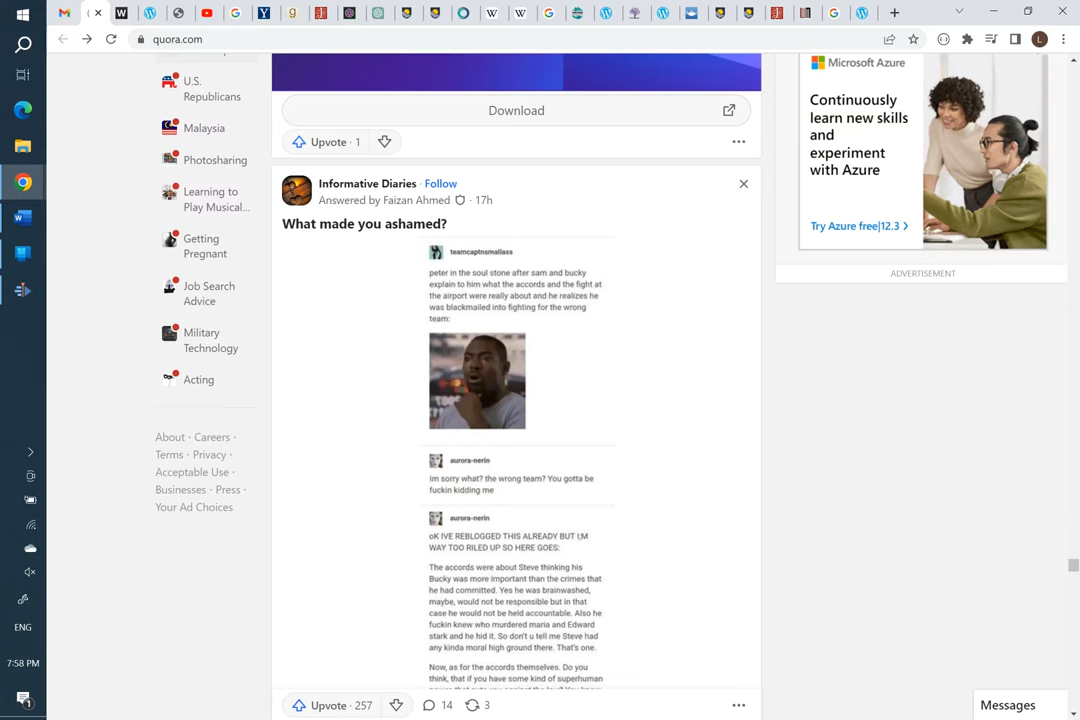 quora.com
L
U.S.
Republicans
Malaysia
Photosharing
Learning to
Play Musical...
Getting
Pregnant
Job Search
Advice
Military
Technology
Acting
About · Careers ·
Terms · Privacy ·
Acceptable Use ·
Businesses · Press ·
Your Ad Choices
ENG
7:58 PM
1
Download
Upvote · 1
Informative Diaries · Follow
Answered by Faizan Ahmed · 17h
What made you ashamed?
teamcaptnsmallass
peter in the soul stone after sam and bucky
explain to him what the accords and the fight at
the airport were really about and he realizes he
was blackmailed into fighting for the wrong
team:
aurora-nerin
Im sorry what? the wrong team? You gotta be
fuckin kidding me
aurora-nerin
oK IVE REBLOGGED THIS ALREADY BUT I;M
WAY TOO RILED UP SO HERE GOES:
The accords were about Steve thinking his
Bucky was more important than the crimes that
he had committed. Yes he was brainwashed,
maybe, would not be responsible but in that
case he would not be held accountable. Also he
fuckin knew who murdered maria and Edward
stark and he hid it. So don't u tell me Steve had
any kinda moral high ground there. That's one.
Now, as for the accords themselves. Do you
think, that if you have some kind of superhuman
Upvote · 257
14
3
Microsoft Azure
Continuously
learn new skills
and
experiment
with Azure
Try Azure free|12.3 >
ADVERTISEMENT
Messages